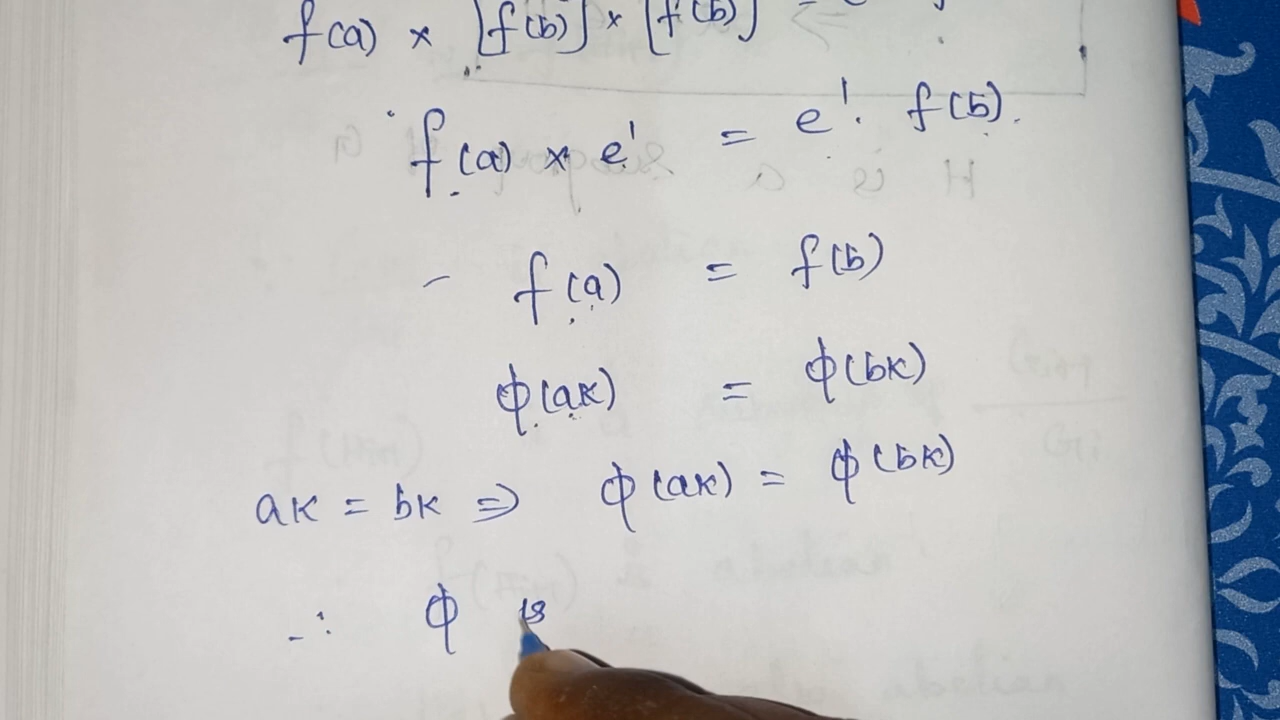 f(a) × [f(b)] × [f(b)] =
f(a) × e' = e' . f(b).
- f(a) = f(b)
ϕ(aK) = ϕ(bK)
aK = bK ⇒ ϕ(aK) = ϕ(bK)
∴ ϕ is